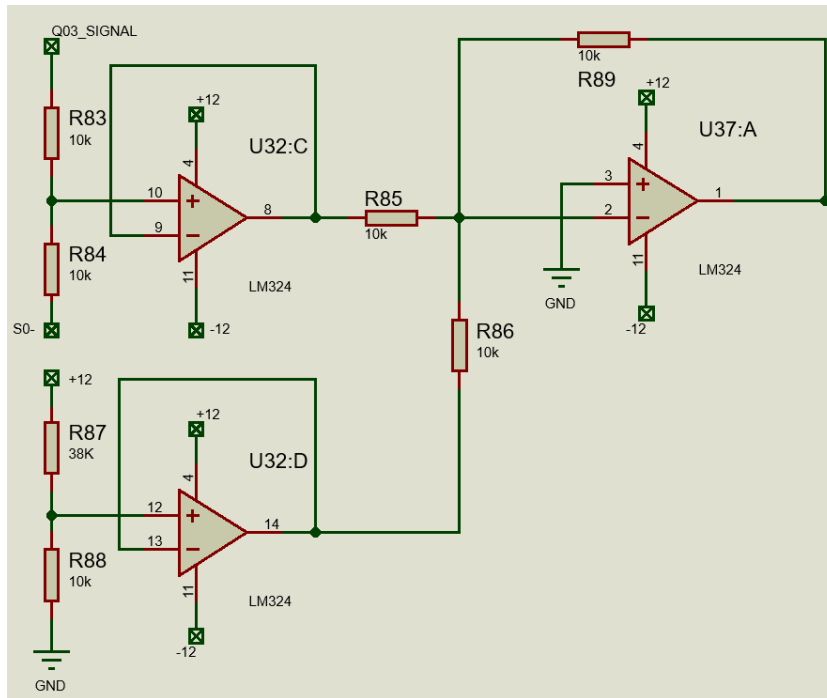 Q03_SIGNAL
R83
10k
R84
10k
S0-
+12
4
U32:C
10
+
9
−
8
11
LM324
-12
R85
10k
10k
R89
+12
4
U37:A
3
+
2
−
1
11
LM324
GND
-12
R86
10k
+12
R87
38K
R88
10k
GND
+12
4
U32:D
12
+
13
−
14
11
LM324
-12